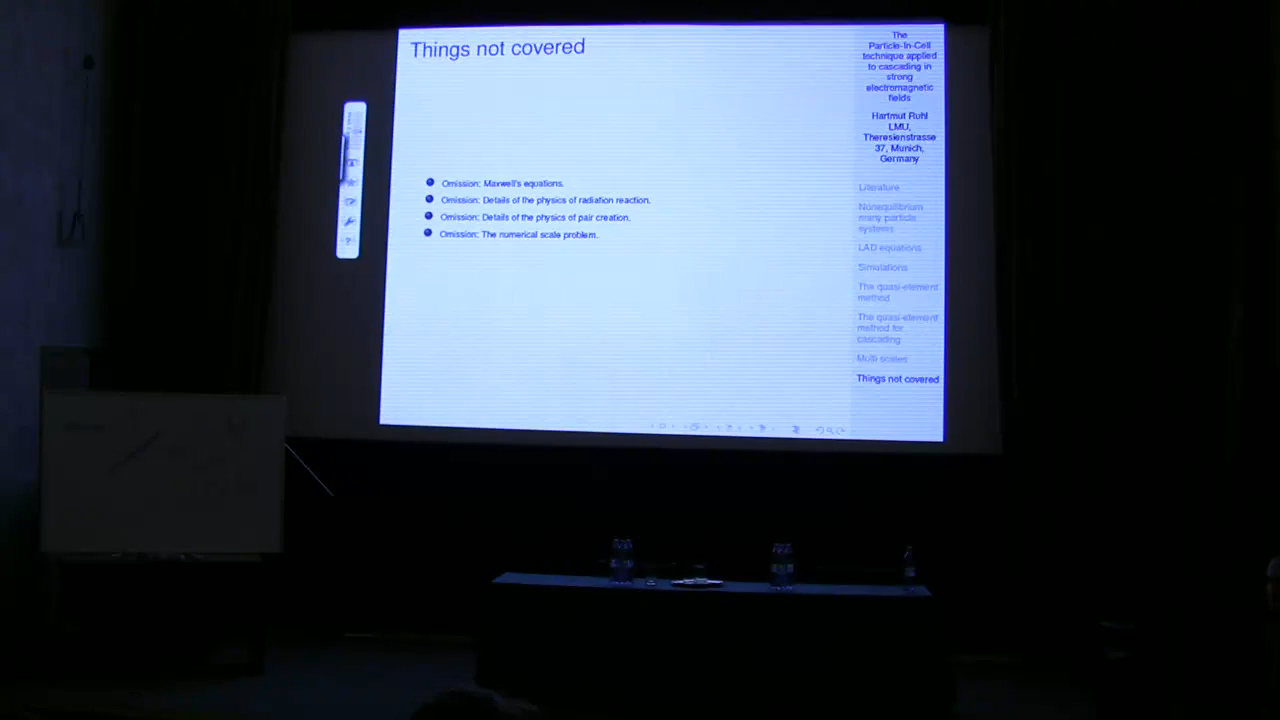 Things not covered
Omission: Maxwell's equations.
Omission: Details of the physics of radiation reaction.
Omission: Details of the physics of pair creation.
Omission: The numerical scale problem.
The
Particle-In-Cell
technique applied
to cascading in
strong
electromagnetic
fields
Hartmut Ruhl
LMU,
Theresienstrasse
37, Munich,
Germany
Literature
Nonequilibrium
many particle
systems
LAD equations
Simulations
The quasi-element
method
The quasi-element
method for
cascading
Multi scales
Things not covered